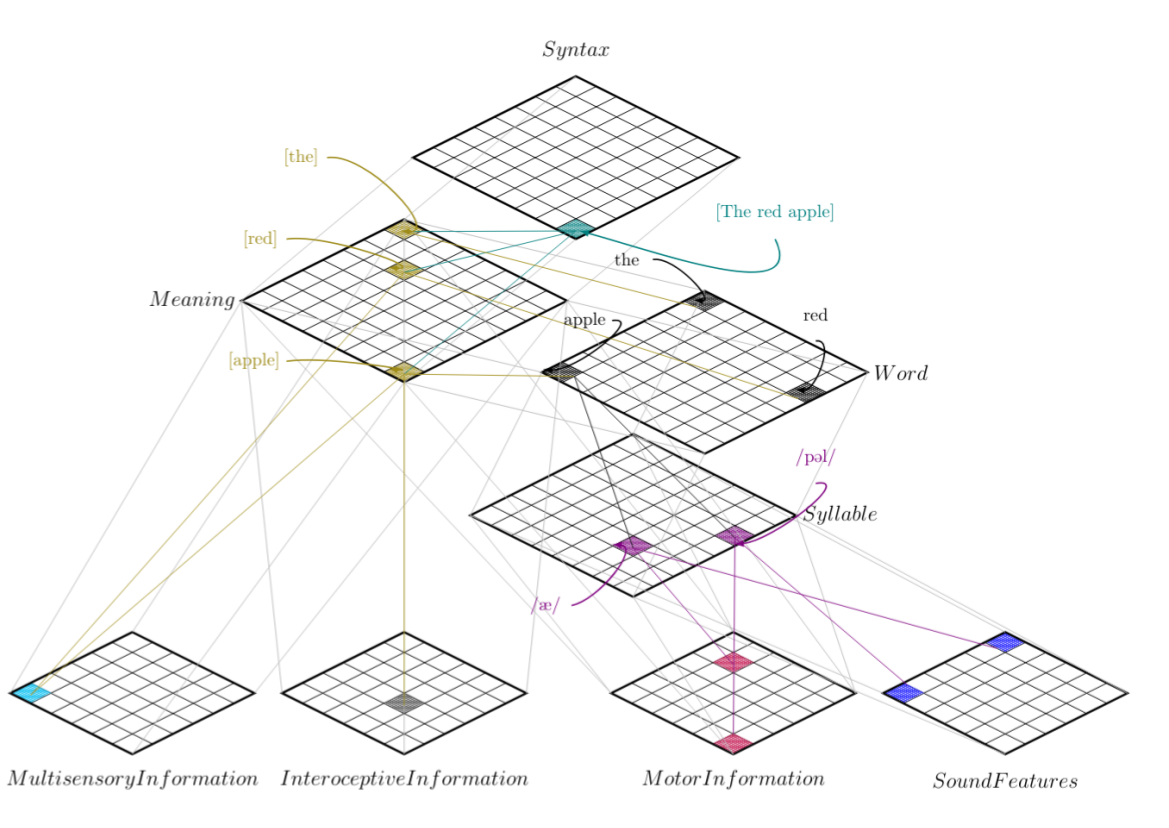 Syntax
[the]
[The red apple]
[red]
the
Meaning
apple
red
[apple]
Word
/pəl/
Syllable
/æ/
MultisensoryInformation
InteroceptiveInformation
MotorInformation
SoundFeatures